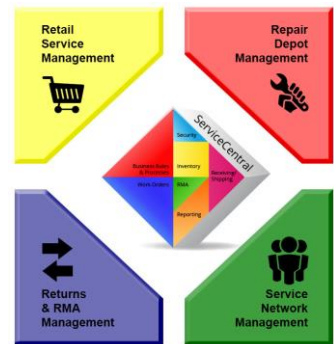 Retail
Service
Management
Repair
Depot
Management
ServiceCentral
Security
Business Rules
& Processes
Inventory
Receiving/
Shipping
Work Orders
RMA
Reporting
Returns
& RMA
Management
Service
Network
Management